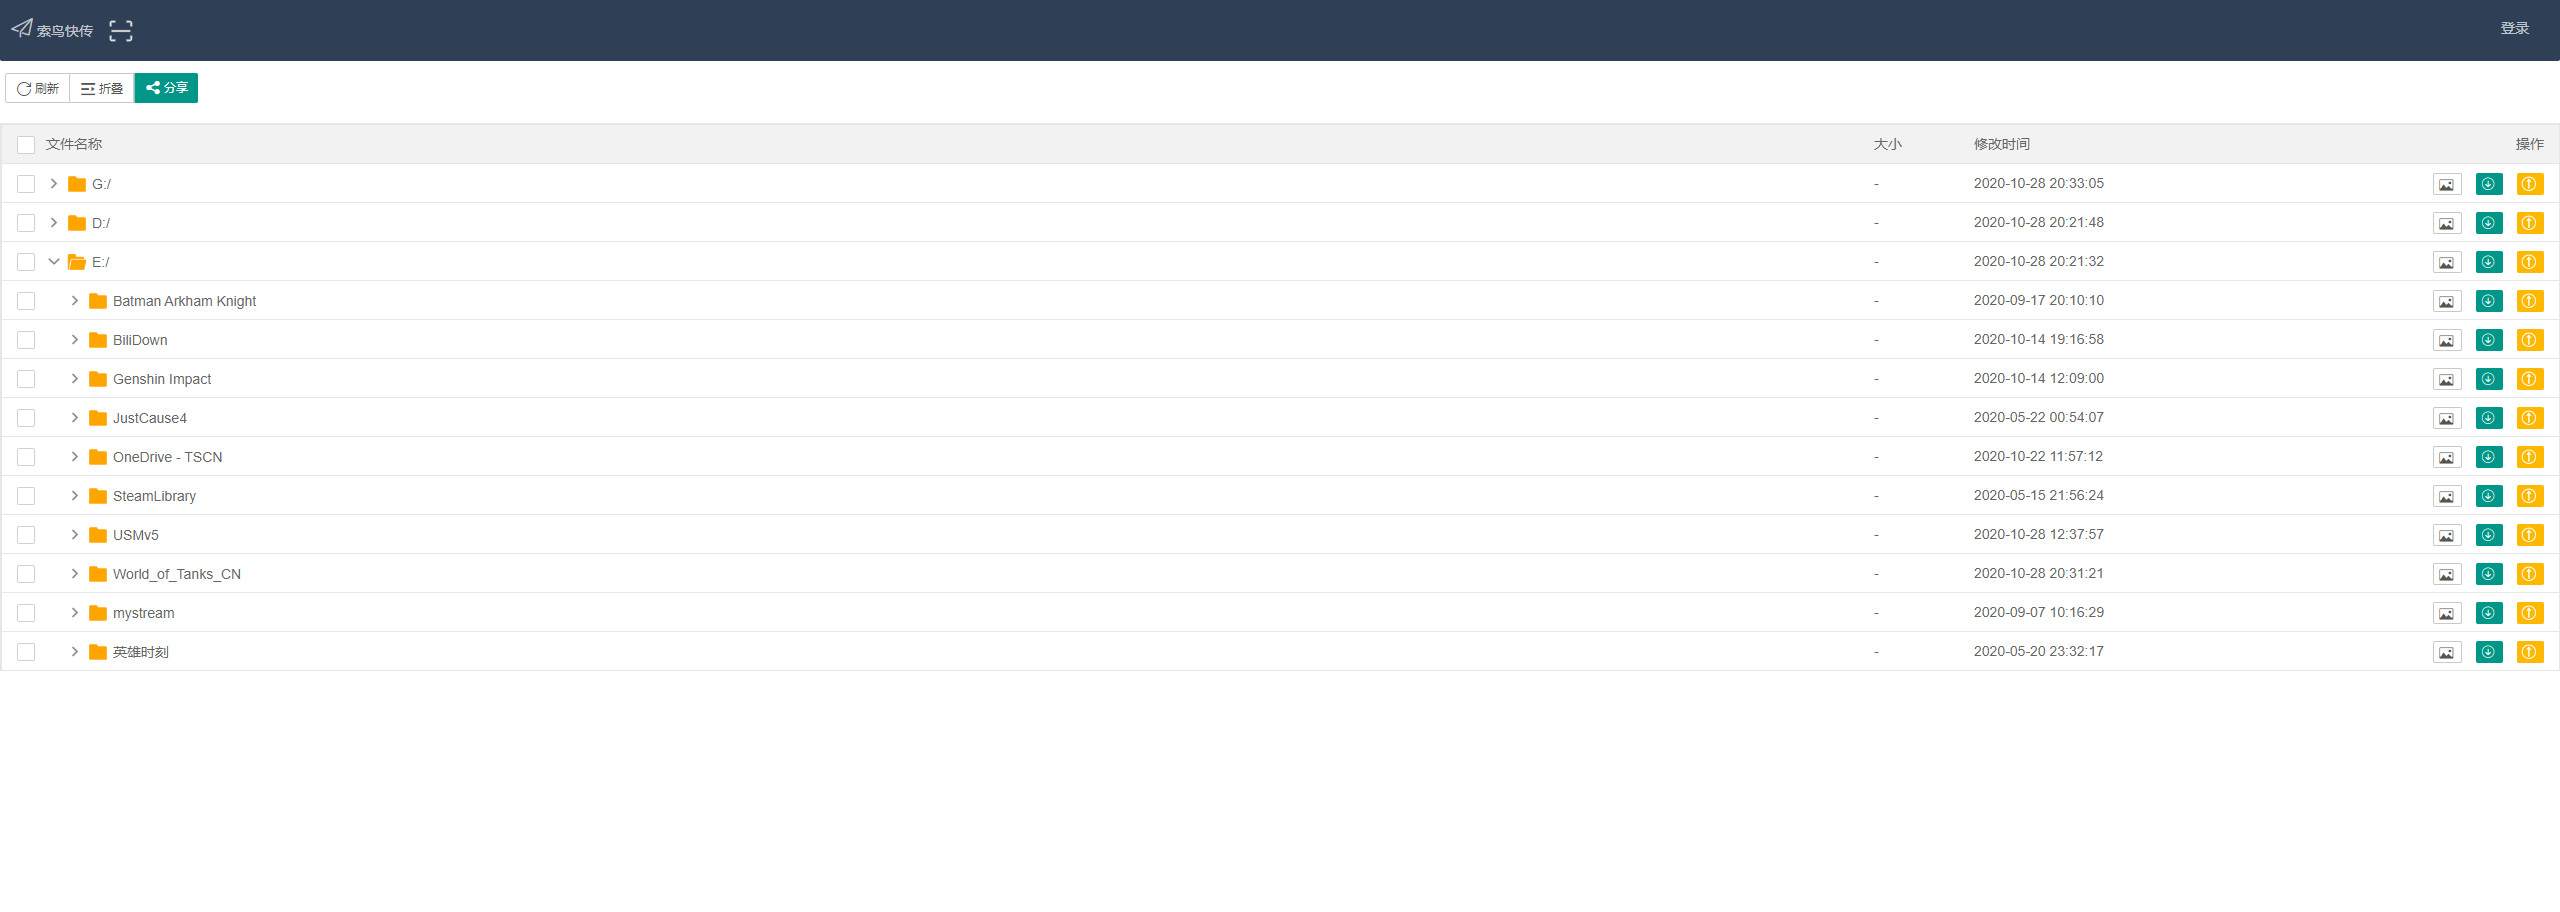 索鸟快传 登录
刷新 折叠 分享
文件名称 大小 修改时间 操作
G:/ - 2020-10-28 20:33:05
D:/ - 2020-10-28 20:21:48
E:/ - 2020-10-28 20:21:32
Batman Arkham Knight - 2020-09-17 20:10:10
BiliDown - 2020-10-14 19:16:58
Genshin Impact - 2020-10-14 12:09:00
JustCause4 - 2020-05-22 00:54:07
OneDrive - TSCN - 2020-10-22 11:57:12
SteamLibrary - 2020-05-15 21:56:24
USMv5 - 2020-10-28 12:37:57
World_of_Tanks_CN - 2020-10-28 20:31:21
mystream - 2020-09-07 10:16:29
英雄时刻 - 2020-05-20 23:32:17